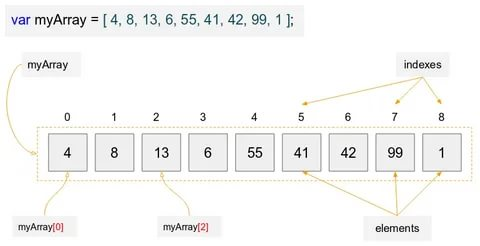 var myArray = [ 4, 8, 13, 6, 55, 41, 42, 99, 1 ];
myArray
indexes
0 1 2 3 4 5 6 7 8
4 8 13 6 55 41 42 99 1
myArray[0]
myArray[2]
elements